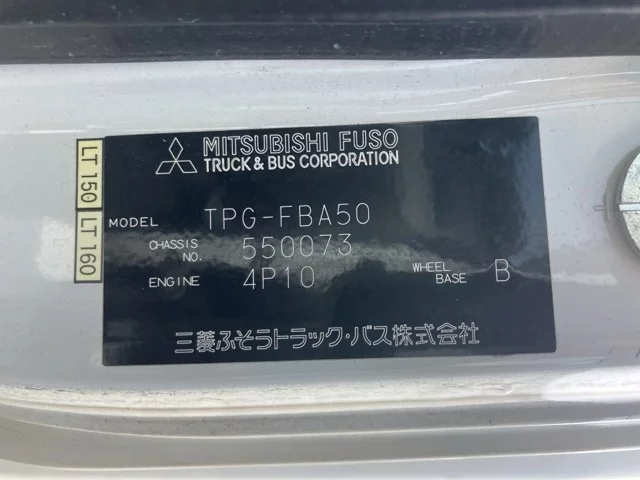 MITSUBISHI FUSO
TRUCK & BUS CORPORATION
LT 150
LT 160
MODEL TPG-FBA50
CHASSIS NO. 550073
ENGINE 4P10
WHEEL BASE B
三菱ふそうトラック・バス株式会社